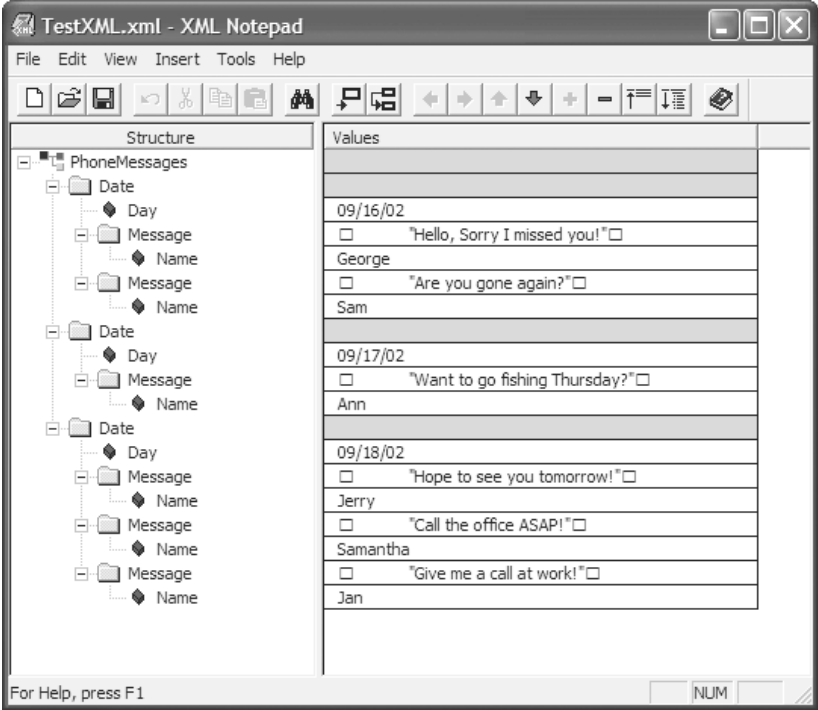 TestXML.xml - XML Notepad
File Edit View Insert Tools Help
Structure Values
PhoneMessages
Date
Day 09/16/02
Message "Hello, Sorry I missed you!"
Name George
Message "Are you gone again?"
Name Sam
Date
Day 09/17/02
Message "Want to go fishing Thursday?"
Name Ann
Date
Day 09/18/02
Message "Hope to see you tomorrow!"
Name Jerry
Message "Call the office ASAP!"
Name Samantha
Message "Give me a call at work!"
Name Jan
For Help, press F1 NUM